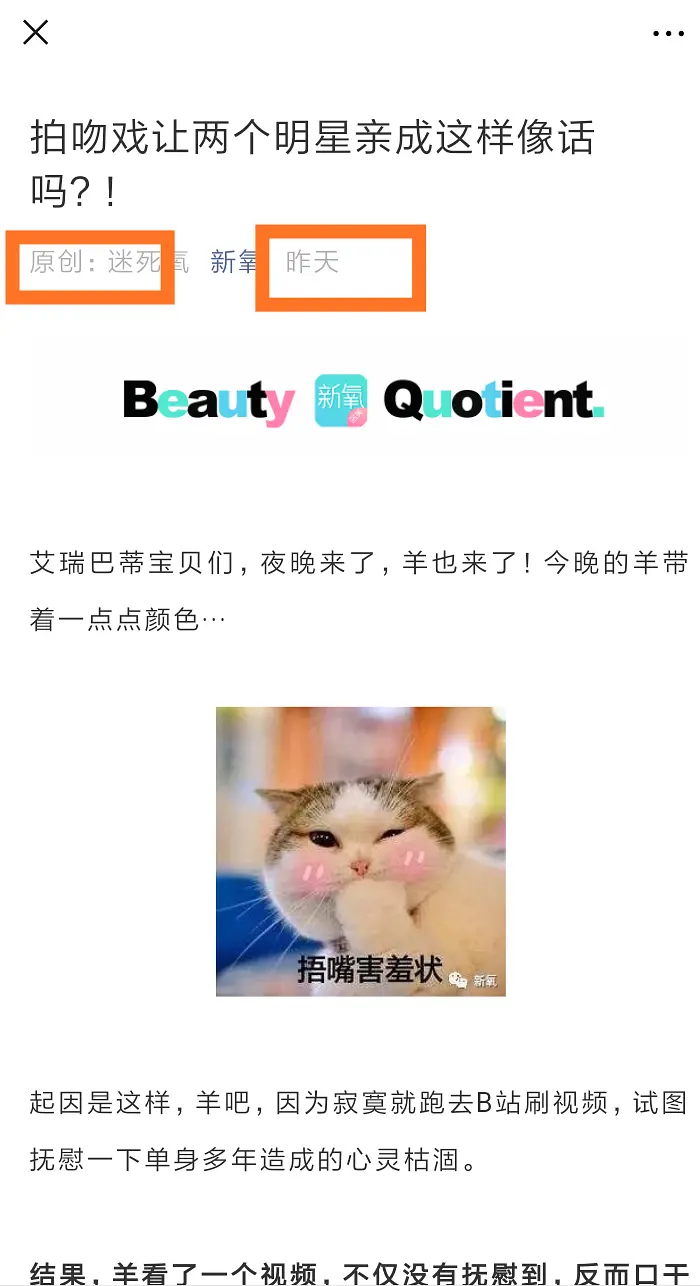 拍吻戏让两个明星亲成这样像话
吗?!
原创: 迷死氧 新氧 昨天
Beauty 新氧 Quotient.
艾瑞巴蒂宝贝们, 夜晚来了, 羊也来了! 今晚的羊带
着一点点颜色…
捂嘴害羞状
新氧
起因是这样, 羊吧, 因为寂寞就跑去B站刷视频, 试图
抚慰一下单身多年造成的心灵枯涸。
结果, 羊看了一个视频, 不仅没有抚慰到, 反而口干